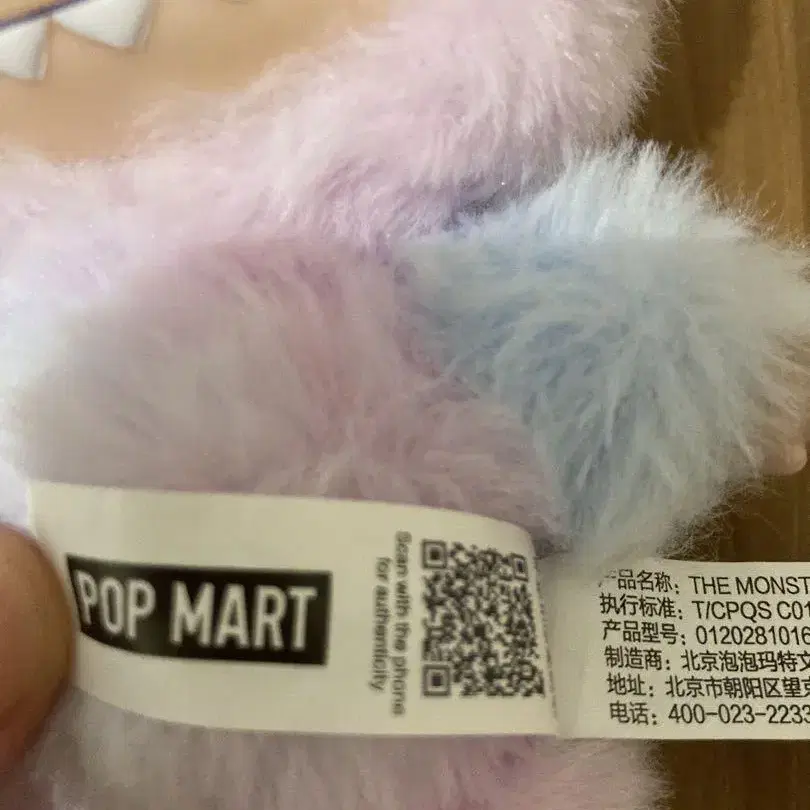 POP MART
Scan with the phone
for authenticity
产品名称: THE MONST
执行标准: T/CPQS C01
产品型号: 0120281016
制造商: 北京泡泡玛特文
地址: 北京市朝阳区望京
电话: 400-023-2233